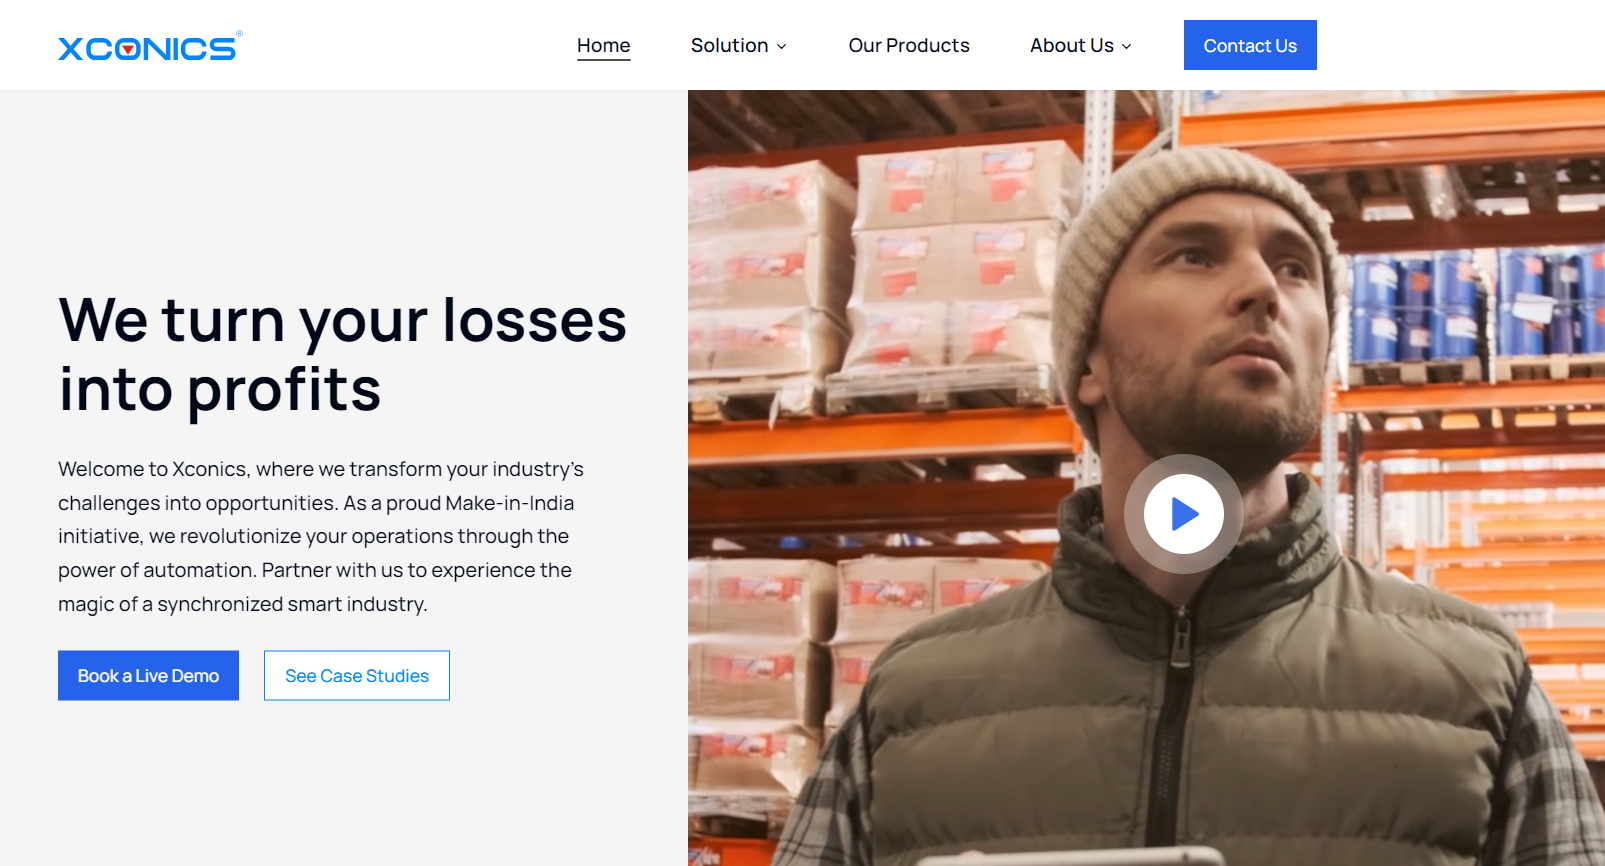 XCONICS®
Home
Solution
Our Products
About Us
Contact Us
We turn your losses
into profits
Welcome to Xconics, where we transform your industry's
challenges into opportunities. As a proud Make-in-India
initiative, we revolutionize your operations through the
power of automation. Partner with us to experience the
magic of a synchronized smart industry.
Book a Live Demo
See Case Studies